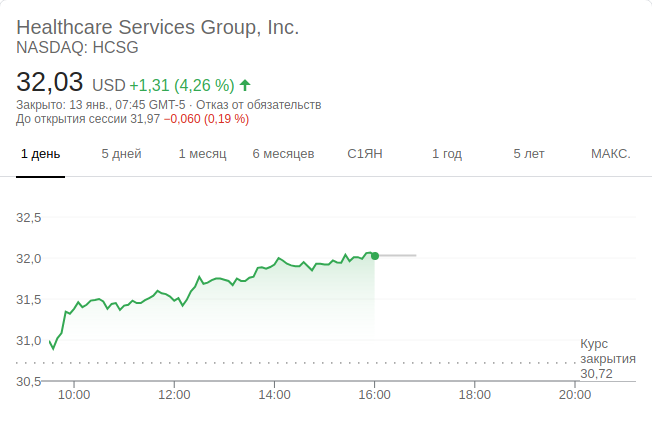 Healthcare Services Group, Inc.
NASDAQ: HCSG
32,03 USD +1,31 (4,26 %)
Закрыто: 13 янв., 07:45 GMT-5 · Отказ от обязательств
До открытия сессии 31,97 −0,060 (0,19 %)
1 день 5 дней 1 месяц 6 месяцев С1ЯН 1 год 5 лет МАКС.
32,5
32,0
31,5
31,0
Курс
закрытия
30,72
30,5
10:00 12:00 14:00 16:00 18:00 20:00